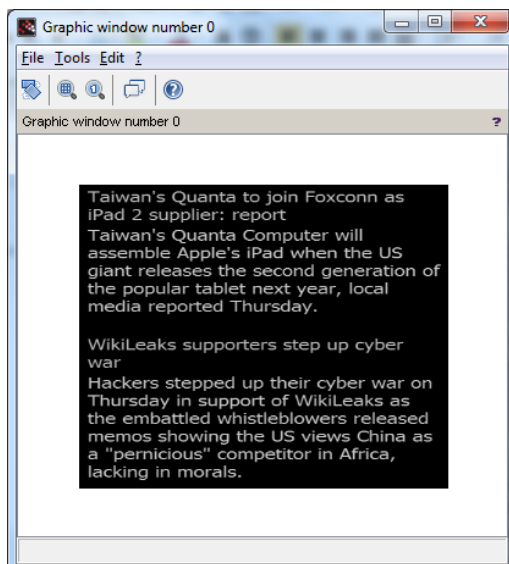 Graphic window number 0
File Tools Edit ?
Graphic window number 0 ?
Taiwan's Quanta to join Foxconn as
iPad 2 supplier: report
Taiwan's Quanta Computer will
assemble Apple's iPad when the US
giant releases the second generation of
the popular tablet next year, local
media reported Thursday.
WikiLeaks supporters step up cyber
war
Hackers stepped up their cyber war on
Thursday in support of WikiLeaks as
the embattled whistleblowers released
memos showing the US views China as
a "pernicious" competitor in Africa,
lacking in morals.